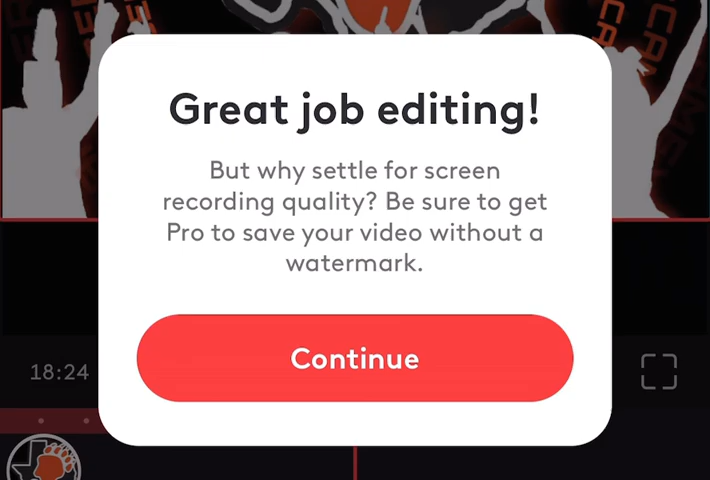 Great job editing!
But why settle for screen
recording quality? Be sure to get
Pro to save your video without a
watermark.
Continue
18:24